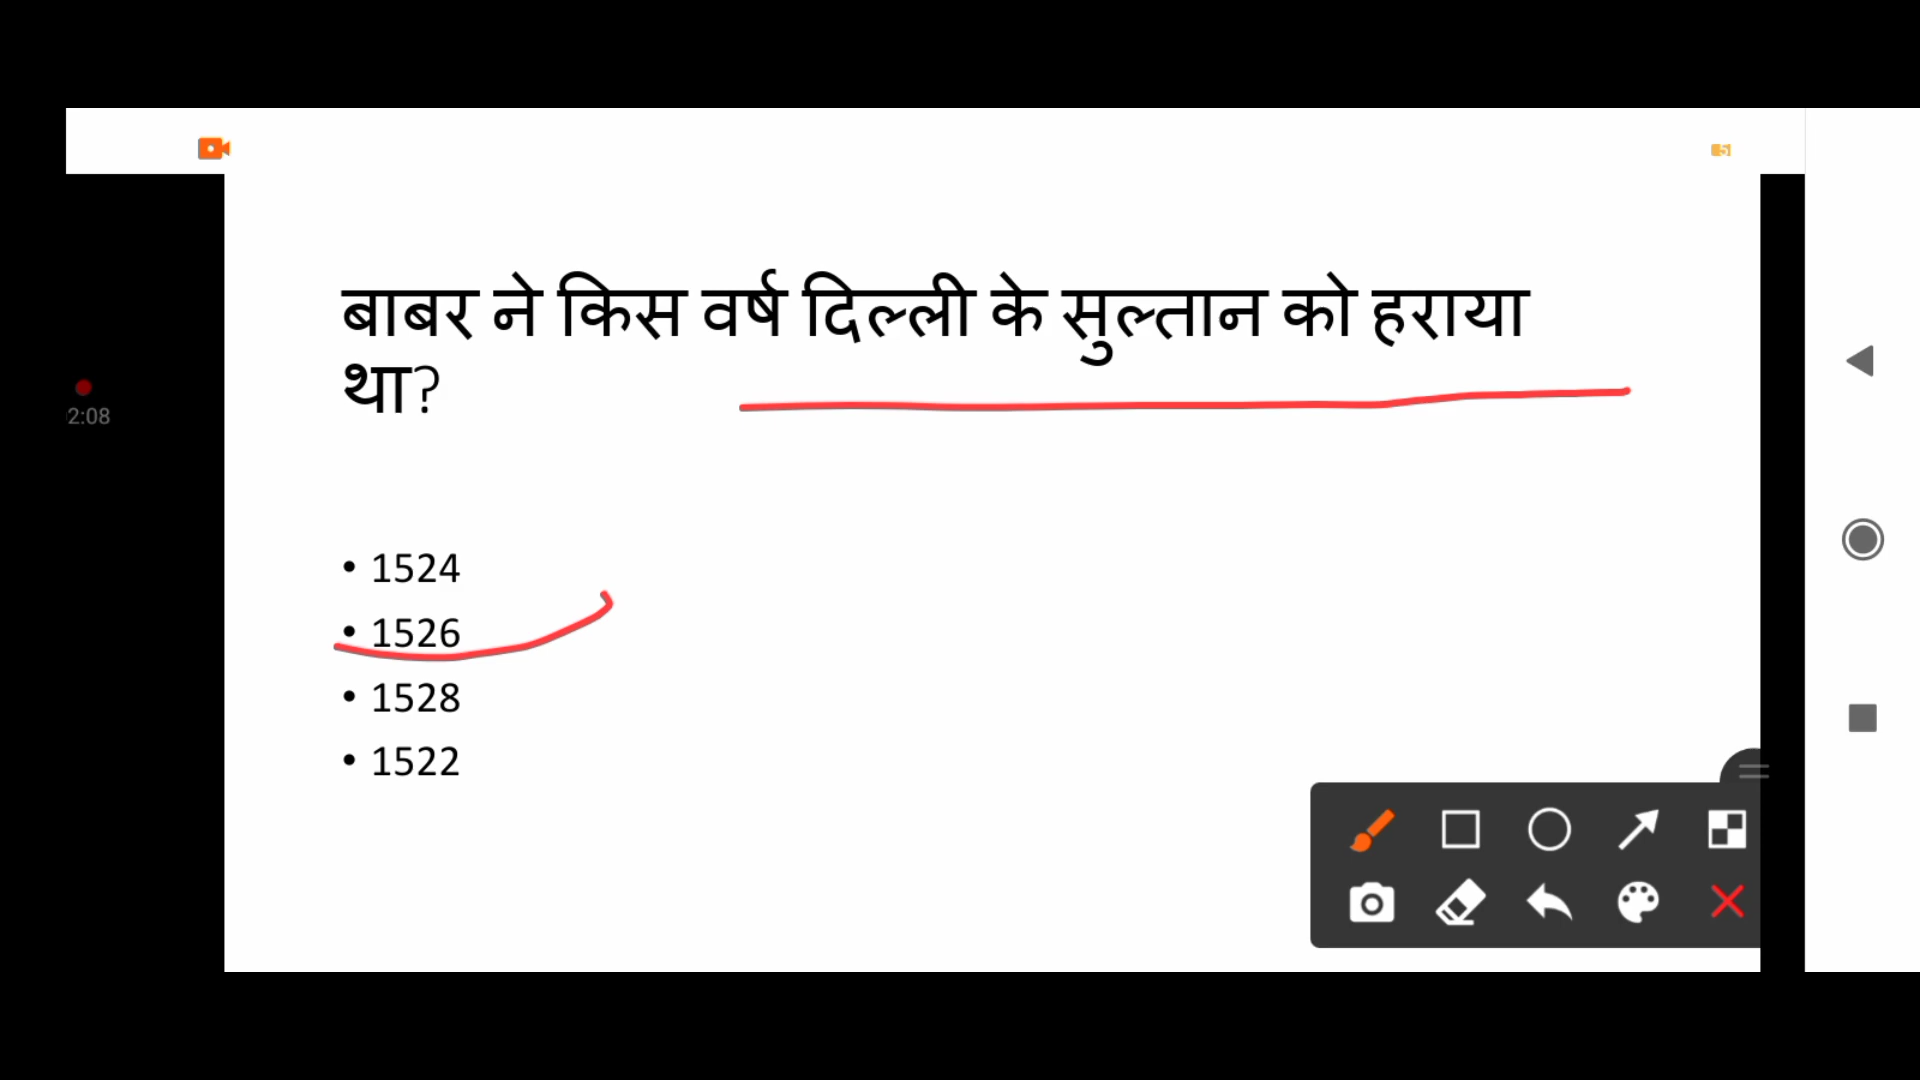 बाबर ने किस वर्ष दिल्ली के सुल्तान को हराया
था?
2:08
• 1524
• 1526
• 1528
• 1522